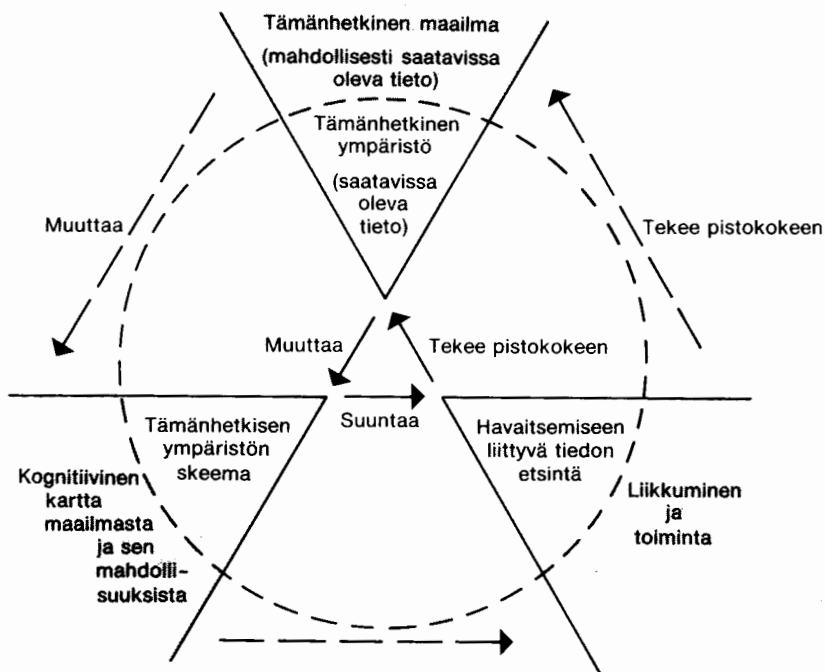 Tämänhetkinen maailma
(mahdollisesti saatavissa
oleva tieto)
Tämänhetkinen
ympäristö
(saatavissa
oleva
tieto)
Muuttaa
Tekee pistokokeen
Muuttaa
Tekee pistokokeen
Suuntaa
Tämänhetkisen
ympäristön
skeema
Havaitsemiseen
liittyvä tiedon
etsintä
Kognitiivinen
kartta
maailmasta
ja sen
mahdolli-
suuksista
Liikkuminen
ja
toiminta